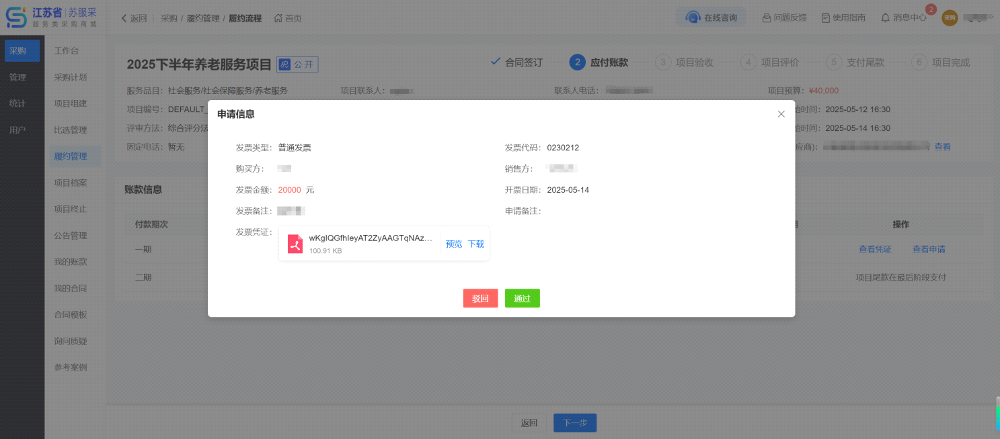 江苏省|苏服采
服务类采购商城
返回 | 采购 / 履约管理 / 履约流程 首页
在线咨询 问题反馈 使用指南 消息中心 2 采购
采购
管理
统计
用户
工作台
采购计划
项目组建
比选管理
履约管理
项目档案
项目终止
公告管理
我的账款
我的合同
合同模板
询问质疑
参考案例
2025下半年养老服务项目 公开
合同签订 2 应付账款 3 项目验收 4 项目评价 5 支付尾款 6 项目完成
服务品目: 社会服务/社会保障服务/养老服务 项目联系人: 联系人电话: 项目预算: ¥40,000
项目编号: DEFAULT_ 始时间: 2025-05-12 16:30
评审方法: 综合评分法 始时间: 2025-05-14 16:30
固定电话: 暂无 应商): 查看
申请信息
发票类型: 普通发票 发票代码: 0230212
购买方: 销售方:
发票金额: 20000 元 开票日期: 2025-05-14
发票备注: 申请备注:
发票凭证: wKgIQGfhIeyAT2ZyAAGTqNAz... 预览 下载
100.91 KB
驳回 通过
账款信息
付款期次 期 操作
一期 查看凭证 查看申请
二期 项目尾款在最后阶段支付
返回 下一步